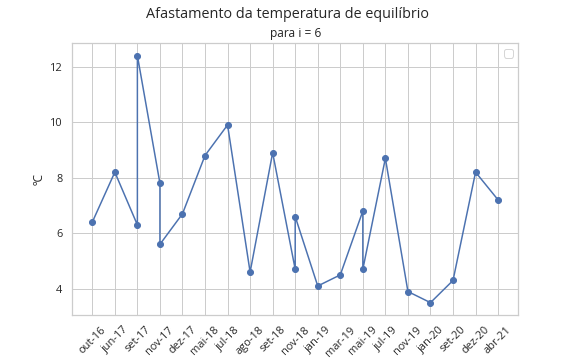 Afastamento da temperatura de equilíbrio
para i = 6
12
10
8
6
4
℃
out-16
jun-17
set-17
nov-17
dez-17
mai-18
jul-18
ago-18
set-18
nov-18
jan-19
mar-19
mai-19
jul-19
nov-19
jan-20
set-20
dez-20
abr-21